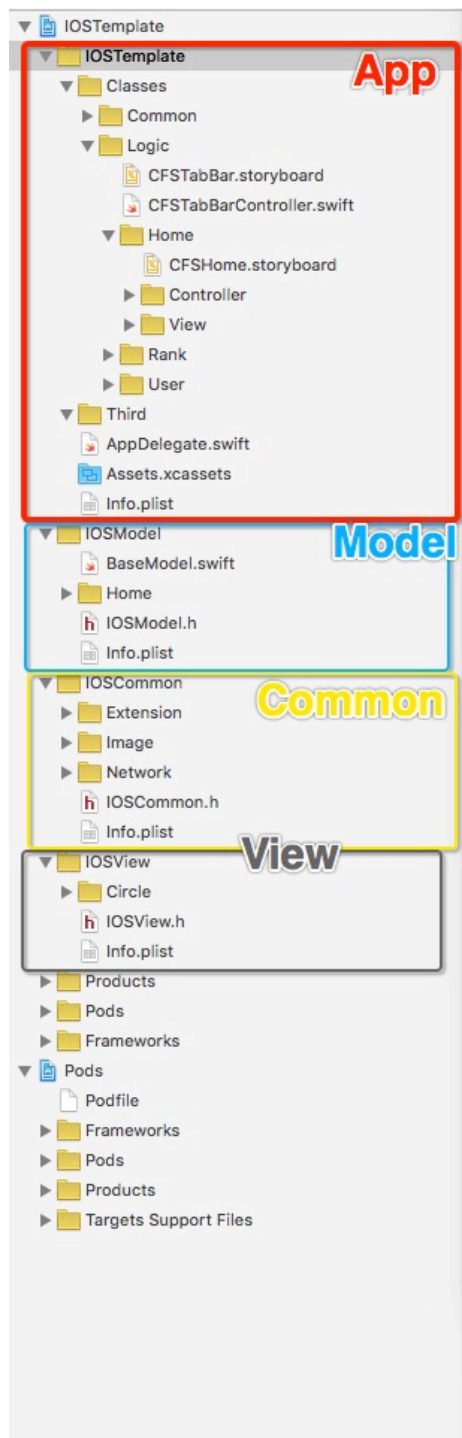 IOSTemplate
IOSTemplate
App
Classes
Common
Logic
CFSTabBar.storyboard
CFSTabBarController.swift
Home
CFSHome.storyboard
Controller
View
Rank
User
Third
AppDelegate.swift
Assets.xcassets
Info.plist
IOSModel
Model
BaseModel.swift
Home
h IOSModel.h
Info.plist
IOSCommon
Common
Extension
Image
Network
h IOSCommon.h
Info.plist
View
IOSView
Circle
h IOSView.h
Info.plist
Products
Pods
Frameworks
Pods
Podfile
Frameworks
Pods
Products
Targets Support Files